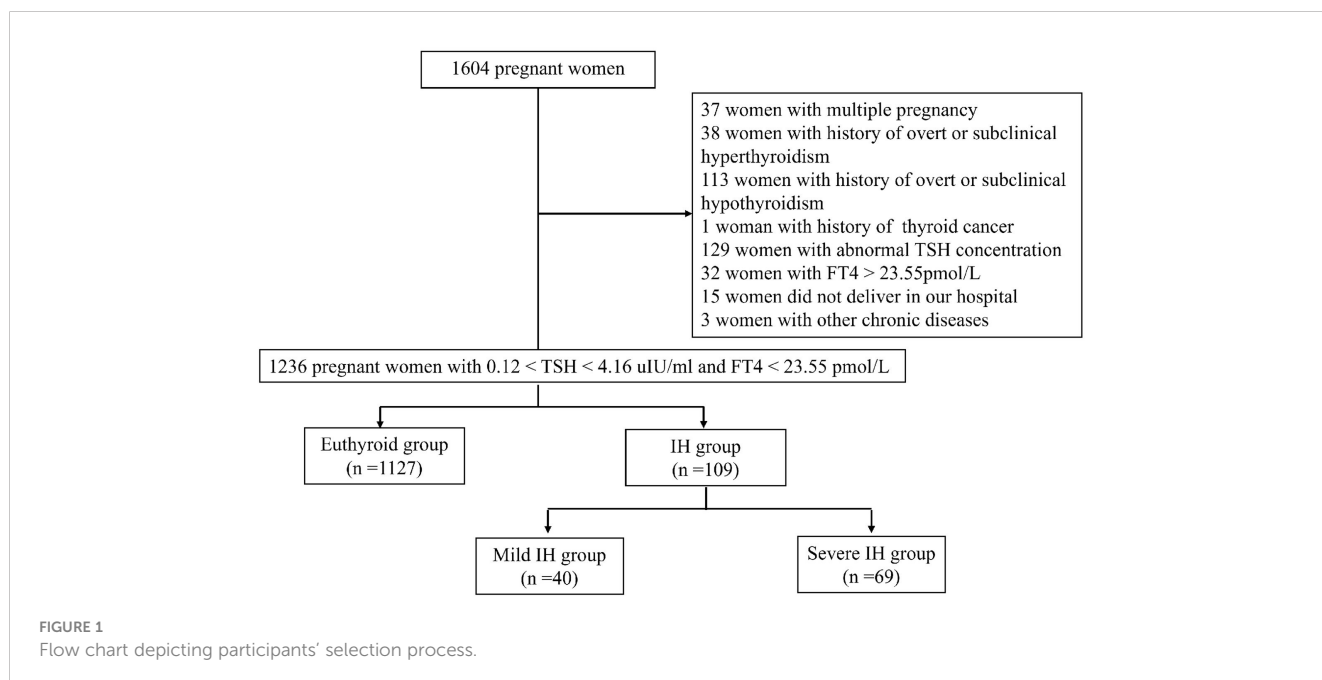 1604 pregnant women
37 women with multiple pregnancy
38 women with history of overt or subclinical
hyperthyroidism
113 women with history of overt or subclinical
hypothyroidism
1 woman with history of thyroid cancer
129 women with abnormal TSH concentration
32 women with FT4 > 23.55pmol/L
15 women did not deliver in our hospital
3 women with other chronic diseases
1236 pregnant women with 0.12 < TSH < 4.16 uIU/ml and FT4 < 23.55 pmol/L
Euthyroid group
(n =1127)
IH group
(n =109)
Mild IH group
(n =40)
Severe IH group
(n =69)
FIGURE 1
Flow chart depicting participants’ selection process.